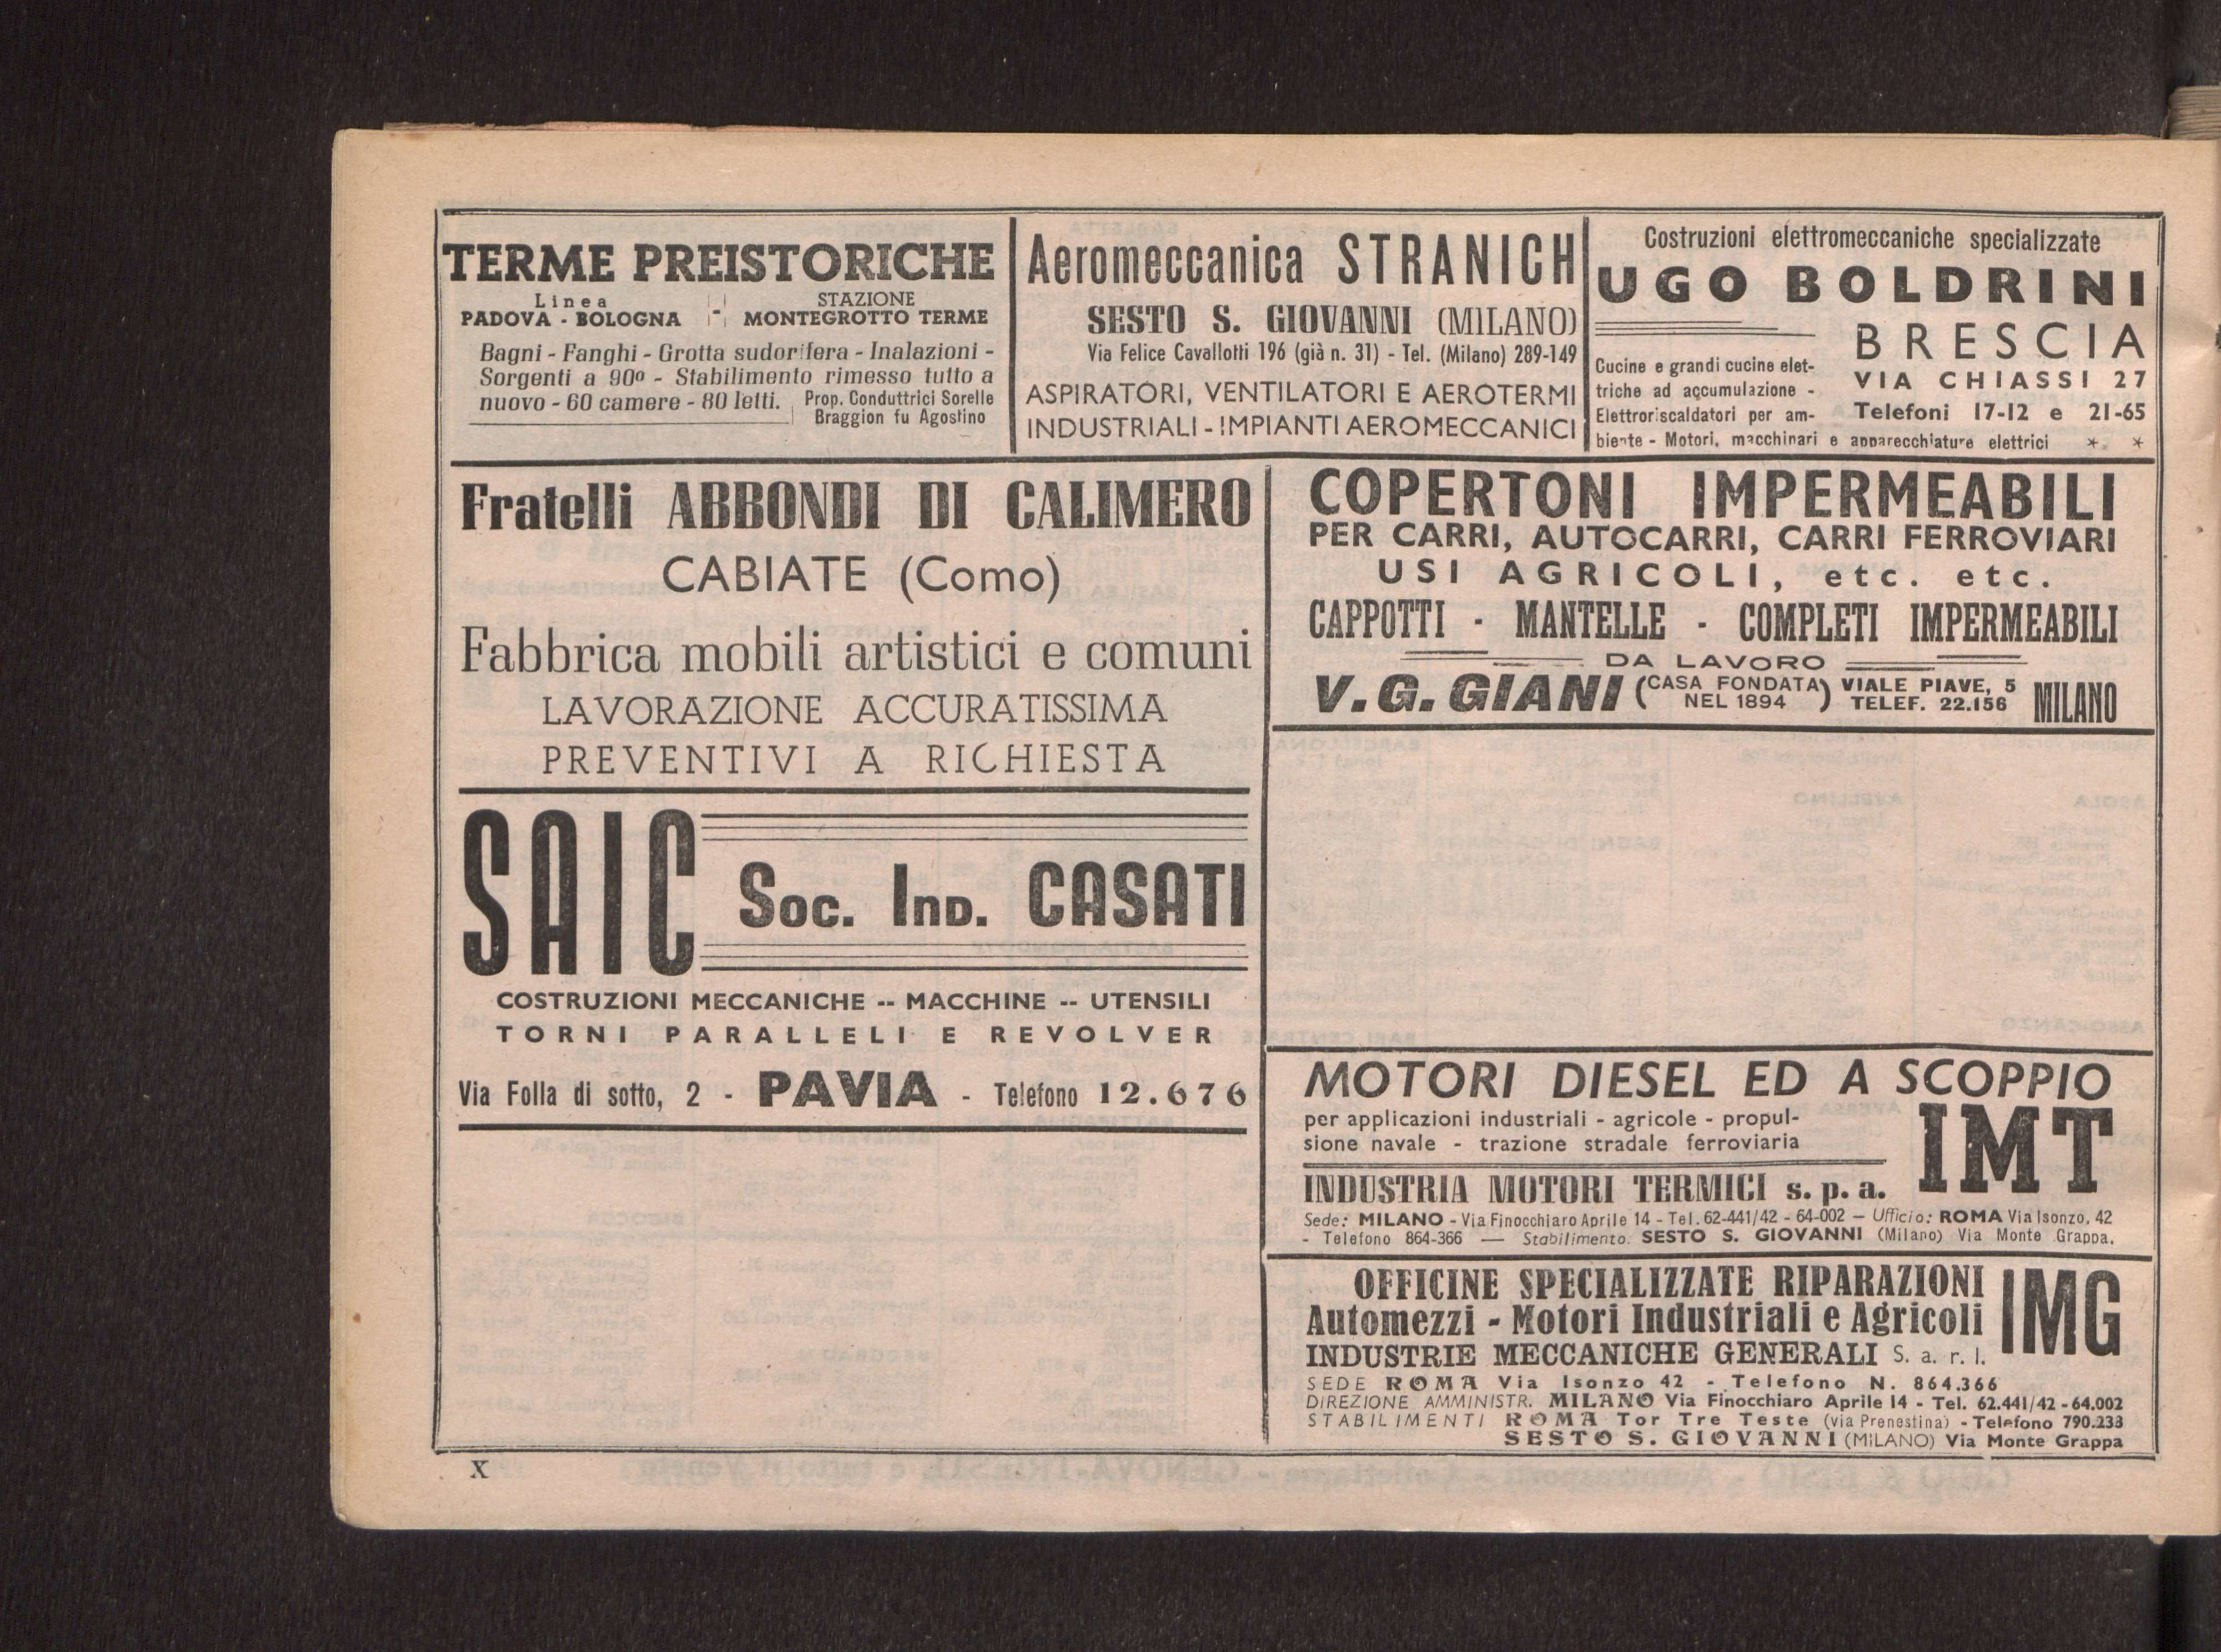 TERME PREISTORICHE
Linea
PADOVA - BOLOGNA
-
STAZIONE
MONTEGROTTO TERME
Bagni - Fanghi - Grotta sudorifera - Inalazioni -
Sorgenti a 90º - Stabilimento rimesso tutto a
nuovo - 60 camere - 80 letti.
Prop. Conduttrici Sorelle
Braggion fu Agostino
Aeromeccanica STRANICH
SESTO S. GIOVANNI (MILANO)
Via Felice Cavallotti 196 (già n. 31) - Tel. (Milano) 289-149
ASPIRATORI, VENTILATORI E AEROTERMI
INDUSTRIALI - IMPIANTI AEROMECCANICI
Costruzioni elettromeccaniche specializzate
UGO BOLDRINI
BRESCIA
VIA CHIASSI 27
Telefoni 17-12 e 21-65
Cucine e grandi cucine elet-
triche ad accumulazione -
Elettroriscaldatori per am-
biente - Motori, macchinari e apparecchiature elettrici * *
Fratelli ABBONDI DI CALIMERO
CABIATE (Como)
Fabbrica mobili artistici e comuni
LAVORAZIONE ACCURATISSIMA
PREVENTIVI A RICHIESTA
SAIC Soc. Ind. CASATI
COSTRUZIONI MECCANICHE -- MACCHINE -- UTENSILI
TORNI PARALLELI E REVOLVER
Via Folla di sotto, 2 - PAVIA - Telefono 12.676
COPERTONI IMPERMEABILI
PER CARRI, AUTOCARRI, CARRI FERROVIARI
USI AGRICOLI, etc. etc.
CAPPOTTI - MANTELLE - COMPLETI IMPERMEABILI
DA LAVORO
V. G. GIANI (CASA FONDATA NEL 1894) VIALE PIAVE, 5 TELEF. 22.156 MILANO
MOTORI DIESEL ED A SCOPPIO
per applicazioni industriali - agricole - propul-
sione navale - trazione stradale ferroviaria
IMT
INDUSTRIA MOTORI TERMICI s. p. a.
Sede: MILANO - Via Finocchiaro Aprile 14 - Tel. 62-441/42 - 64-002 — Ufficio: ROMA Via Isonzo, 42
- Telefono 864-366 — Stabilimento: SESTO S. GIOVANNI (Milano) Via Monte Grappa.
OFFICINE SPECIALIZZATE RIPARAZIONI
Automezzi - Motori Industriali e Agricoli
IMG
INDUSTRIE MECCANICHE GENERALI S. a. r. l.
SEDE ROMA Via Isonzo 42 - Telefono N. 864.366
DIREZIONE AMMINISTR. MILANO Via Finocchiaro Aprile 14 - Tel. 62.441/42 - 64.002
STABILIMENTI ROMA Tor Tre Teste (via Prenestina) - Telefono 790.233
SESTO S. GIOVANNI (MILANO) Via Monte Grappa
X